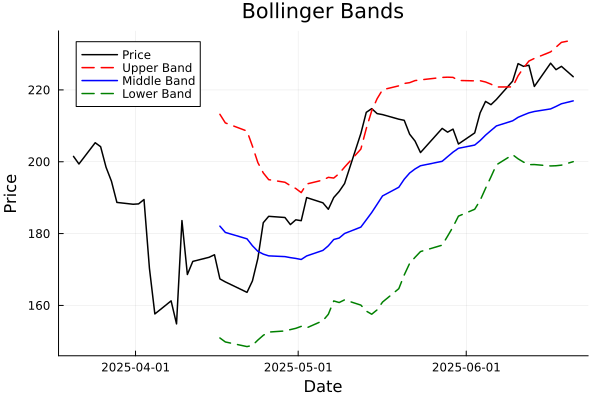 Bollinger Bands
Price
Upper Band
Middle Band
Lower Band
Price
220
200
180
160
2025-04-01
2025-05-01
2025-06-01
Date